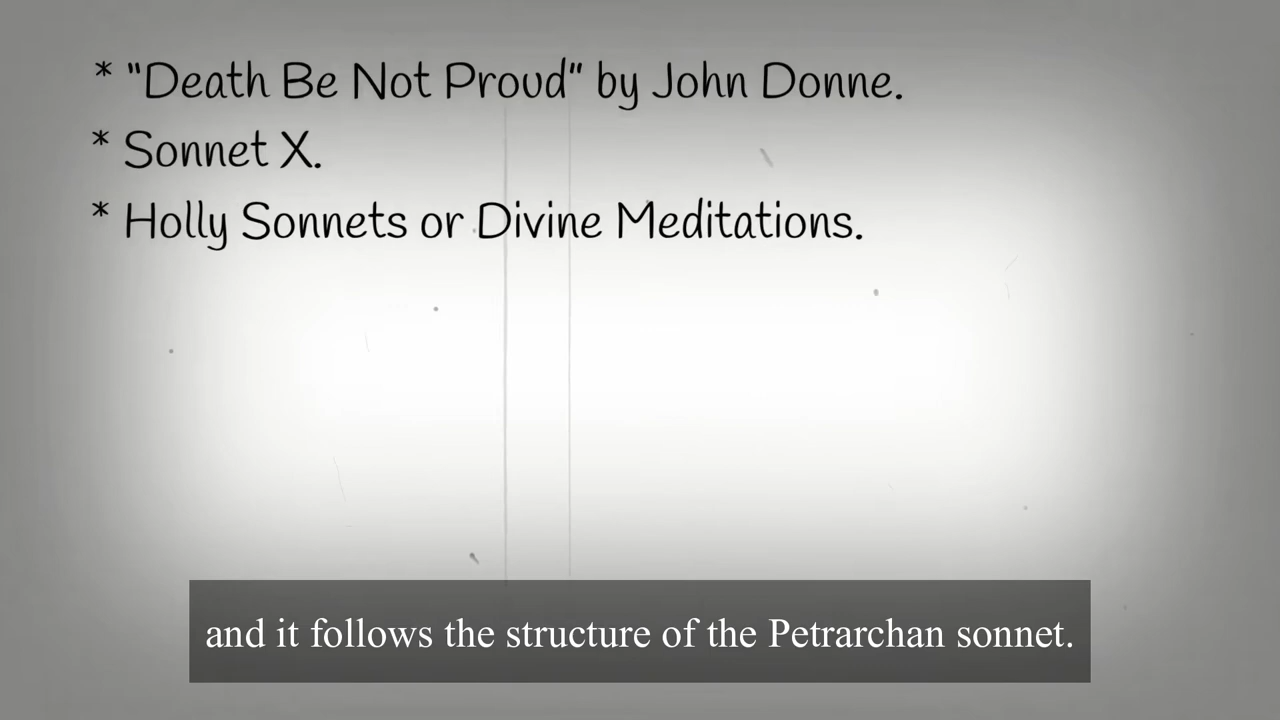 * "Death Be Not Proud" by John Donne.
* Sonnet X.
* Holly Sonnets or Divine Meditations.
and it follows the structure of the Petrarchan sonnet.